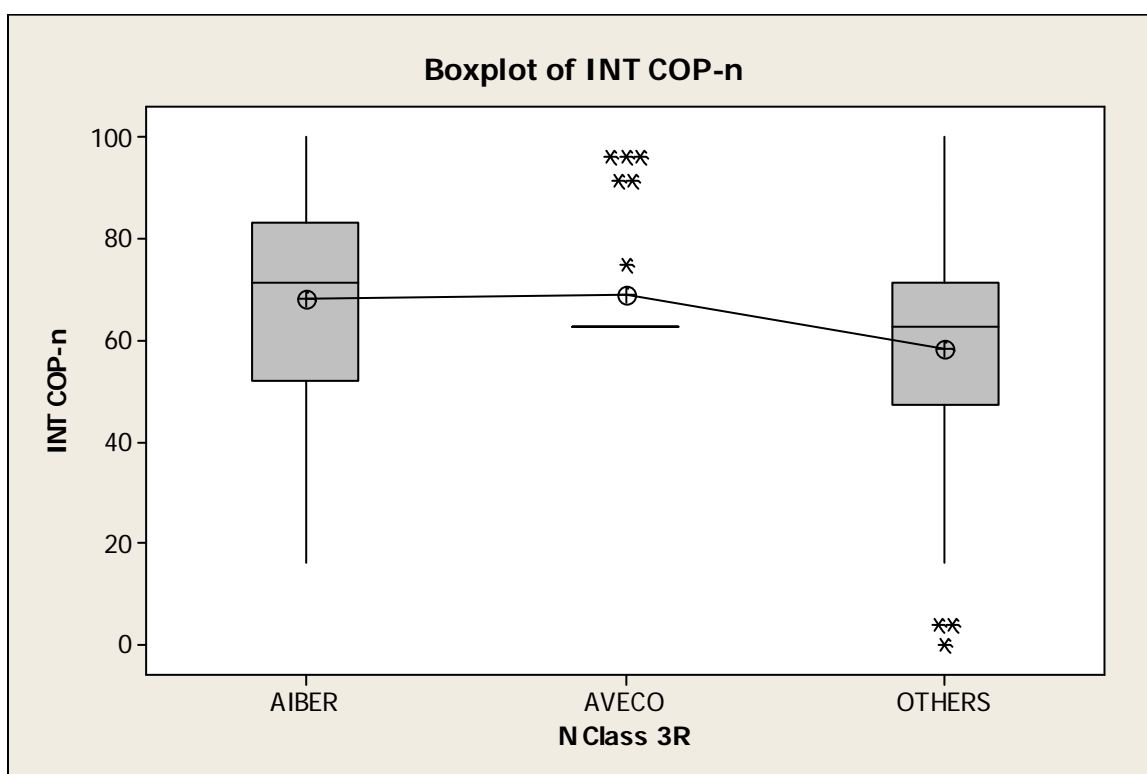 Boxplot of INT COP-n
INT COP-n
100
80
60
40
20
0
AIBER AVECO OTHERS
N Class 3R